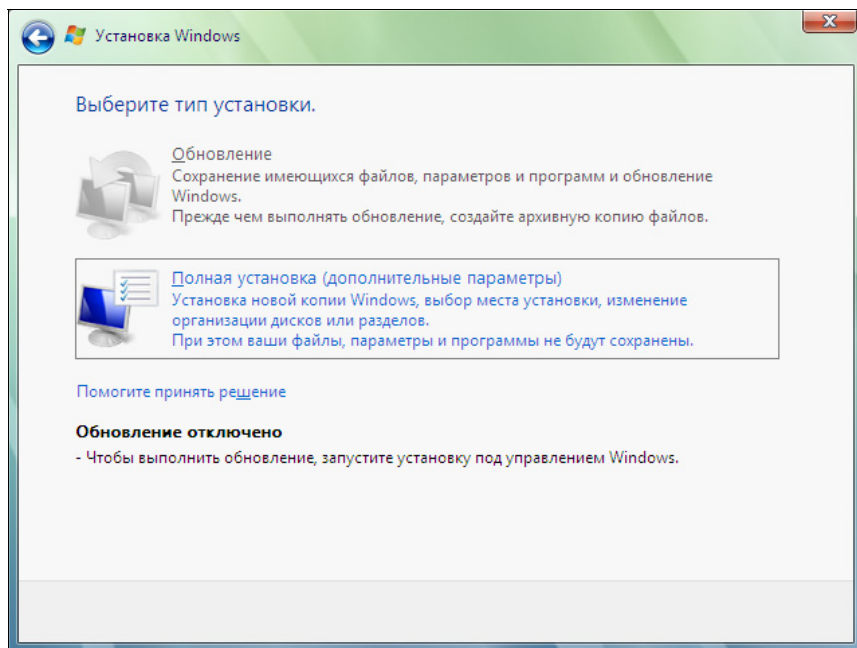 Установка Windows
Выберите тип установки.
Обновление
Сохранение имеющихся файлов, параметров и программ и обновление
Windows.
Прежде чем выполнять обновление, создайте архивную копию файлов.
Полная установка (дополнительные параметры)
Установка новой копии Windows, выбор места установки, изменение
организации дисков или разделов.
При этом ваши файлы, параметры и программы не будут сохранены.
Помогите принять решение
Обновление отключено
- Чтобы выполнить обновление, запустите установку под управлением Windows.